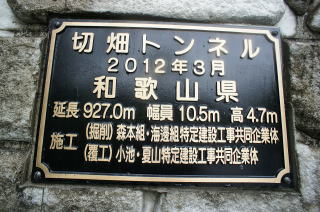 切畑トンネル
2012年3月
和歌山県
延長 927.0m 幅員 10.5m 高 4.7m
施工 (掘削) 森本組・海邊組特定建設工事共同企業体
(覆工) 小池・夏山特定建設工事共同企業体